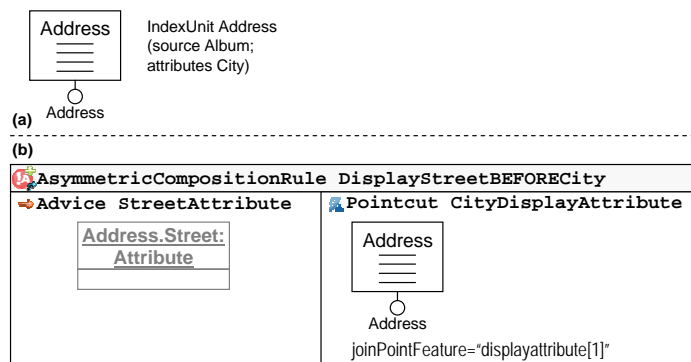 Address
IndexUnit Address
(source Album;
attributes City)
Address
(a)
(b)
AsymmetricCompositionRule DisplayStreetBEFORECity
Advice StreetAttribute
Pointcut CityDisplayAttribute
Address.Street:
Attribute
Address
Address
joinPointFeature=“displayattribute[1]”